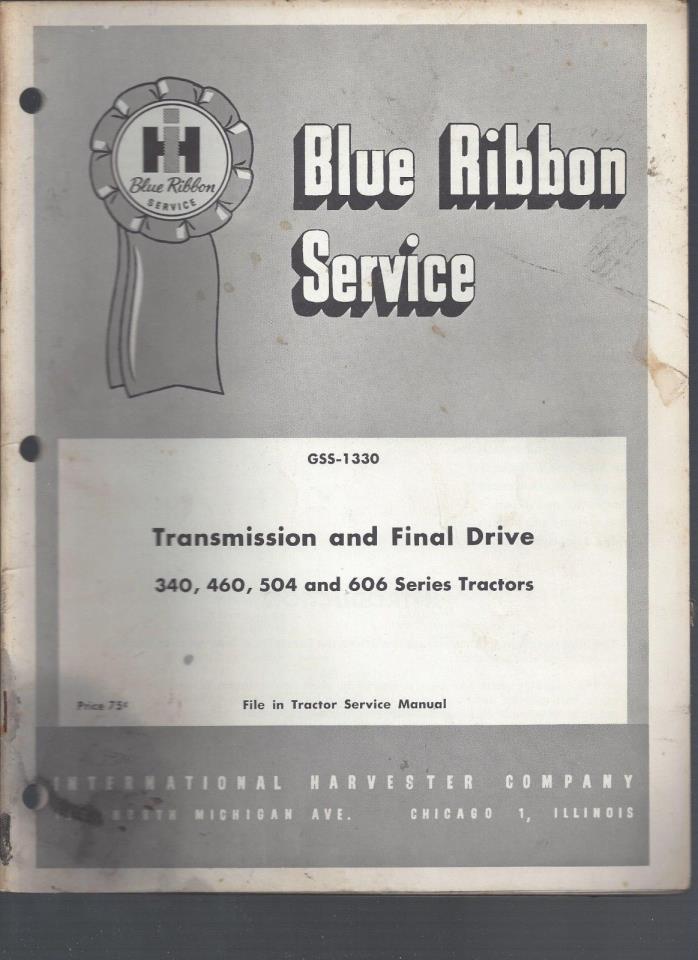 IH
Blue Ribbon
SERVICE
Blue Ribbon
Service
GSS-1330
Transmission and Final Drive
340, 460, 504 and 606 Series Tractors
Price 75¢
File in Tractor Service Manual
INTERNATIONAL HARVESTER COMPANY
NORTH MICHIGAN AVE. CHICAGO 1, ILLINOIS